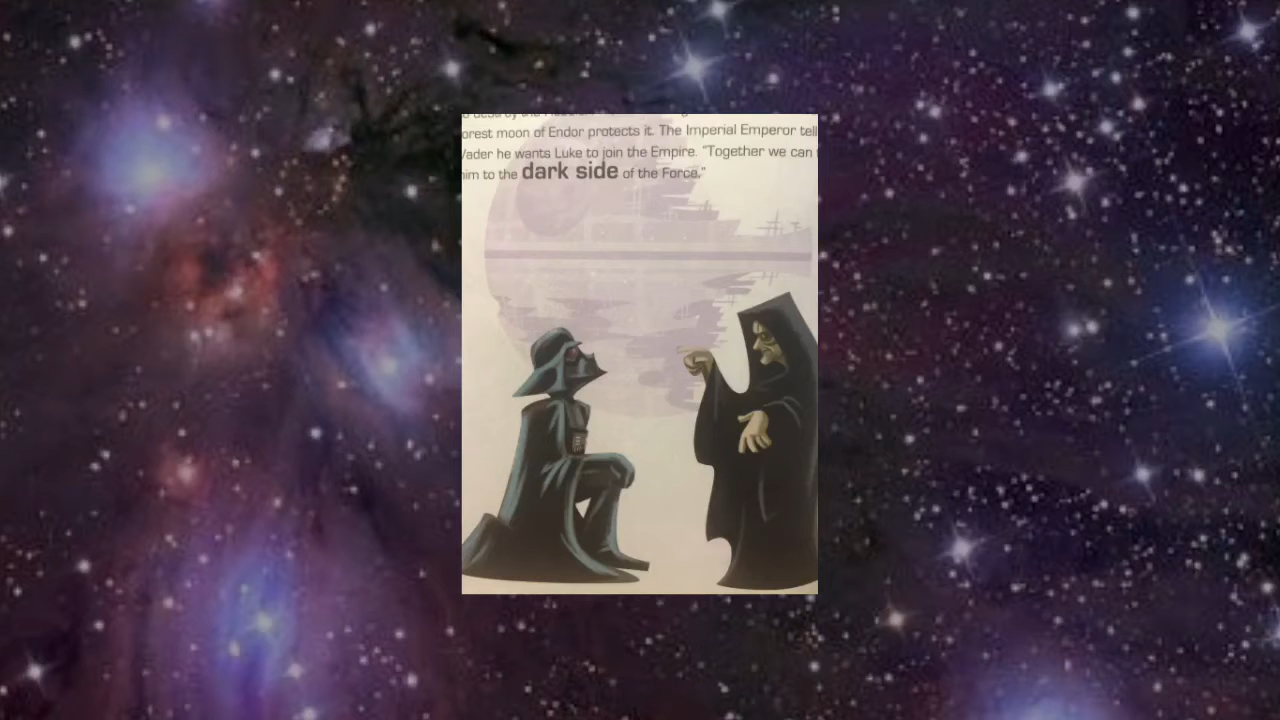 orest moon of Endor protects it. The Imperial Emperor tell
Vader he wants Luke to join the Empire. “Together we can
him to the dark side of the Force.”